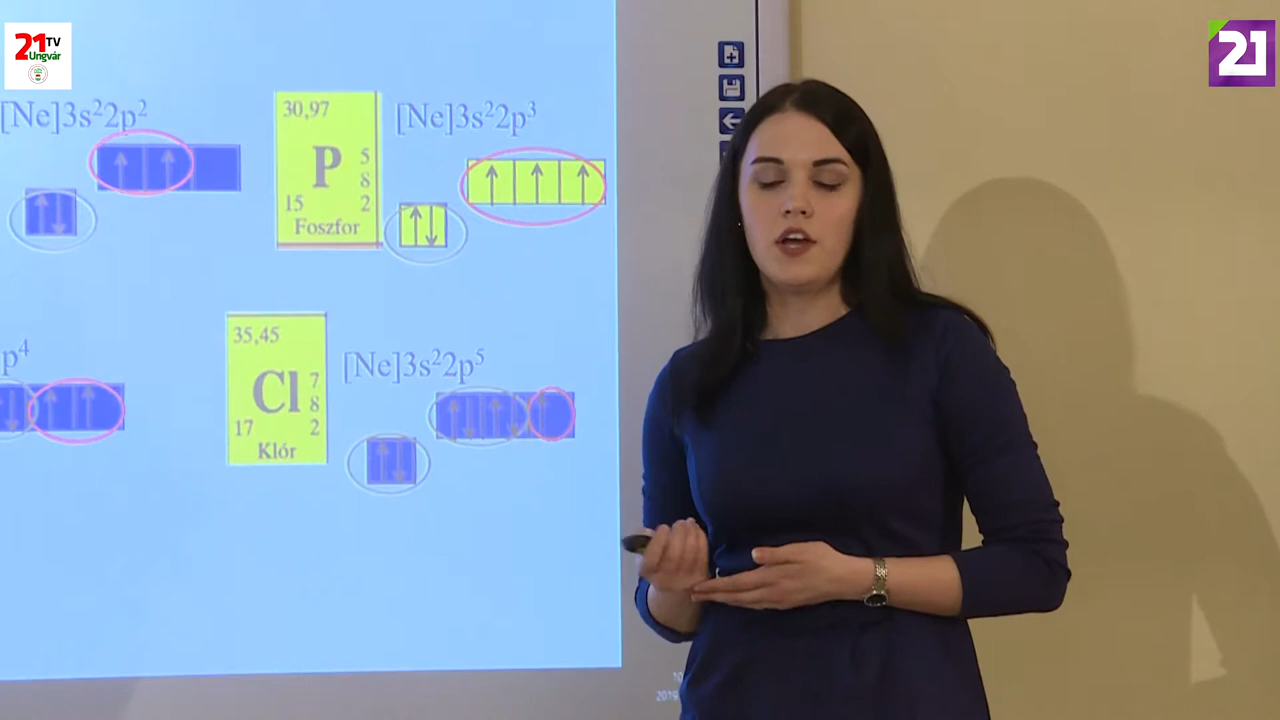 21 TV
Ungvár
21
[Ne]3s²2p²
30,97
P
5
8
15 2
Foszfor
[Ne]3s²2p³
p⁴
35,45
Cl
7
8
17 2
Klór
[Ne]3s²2p⁵